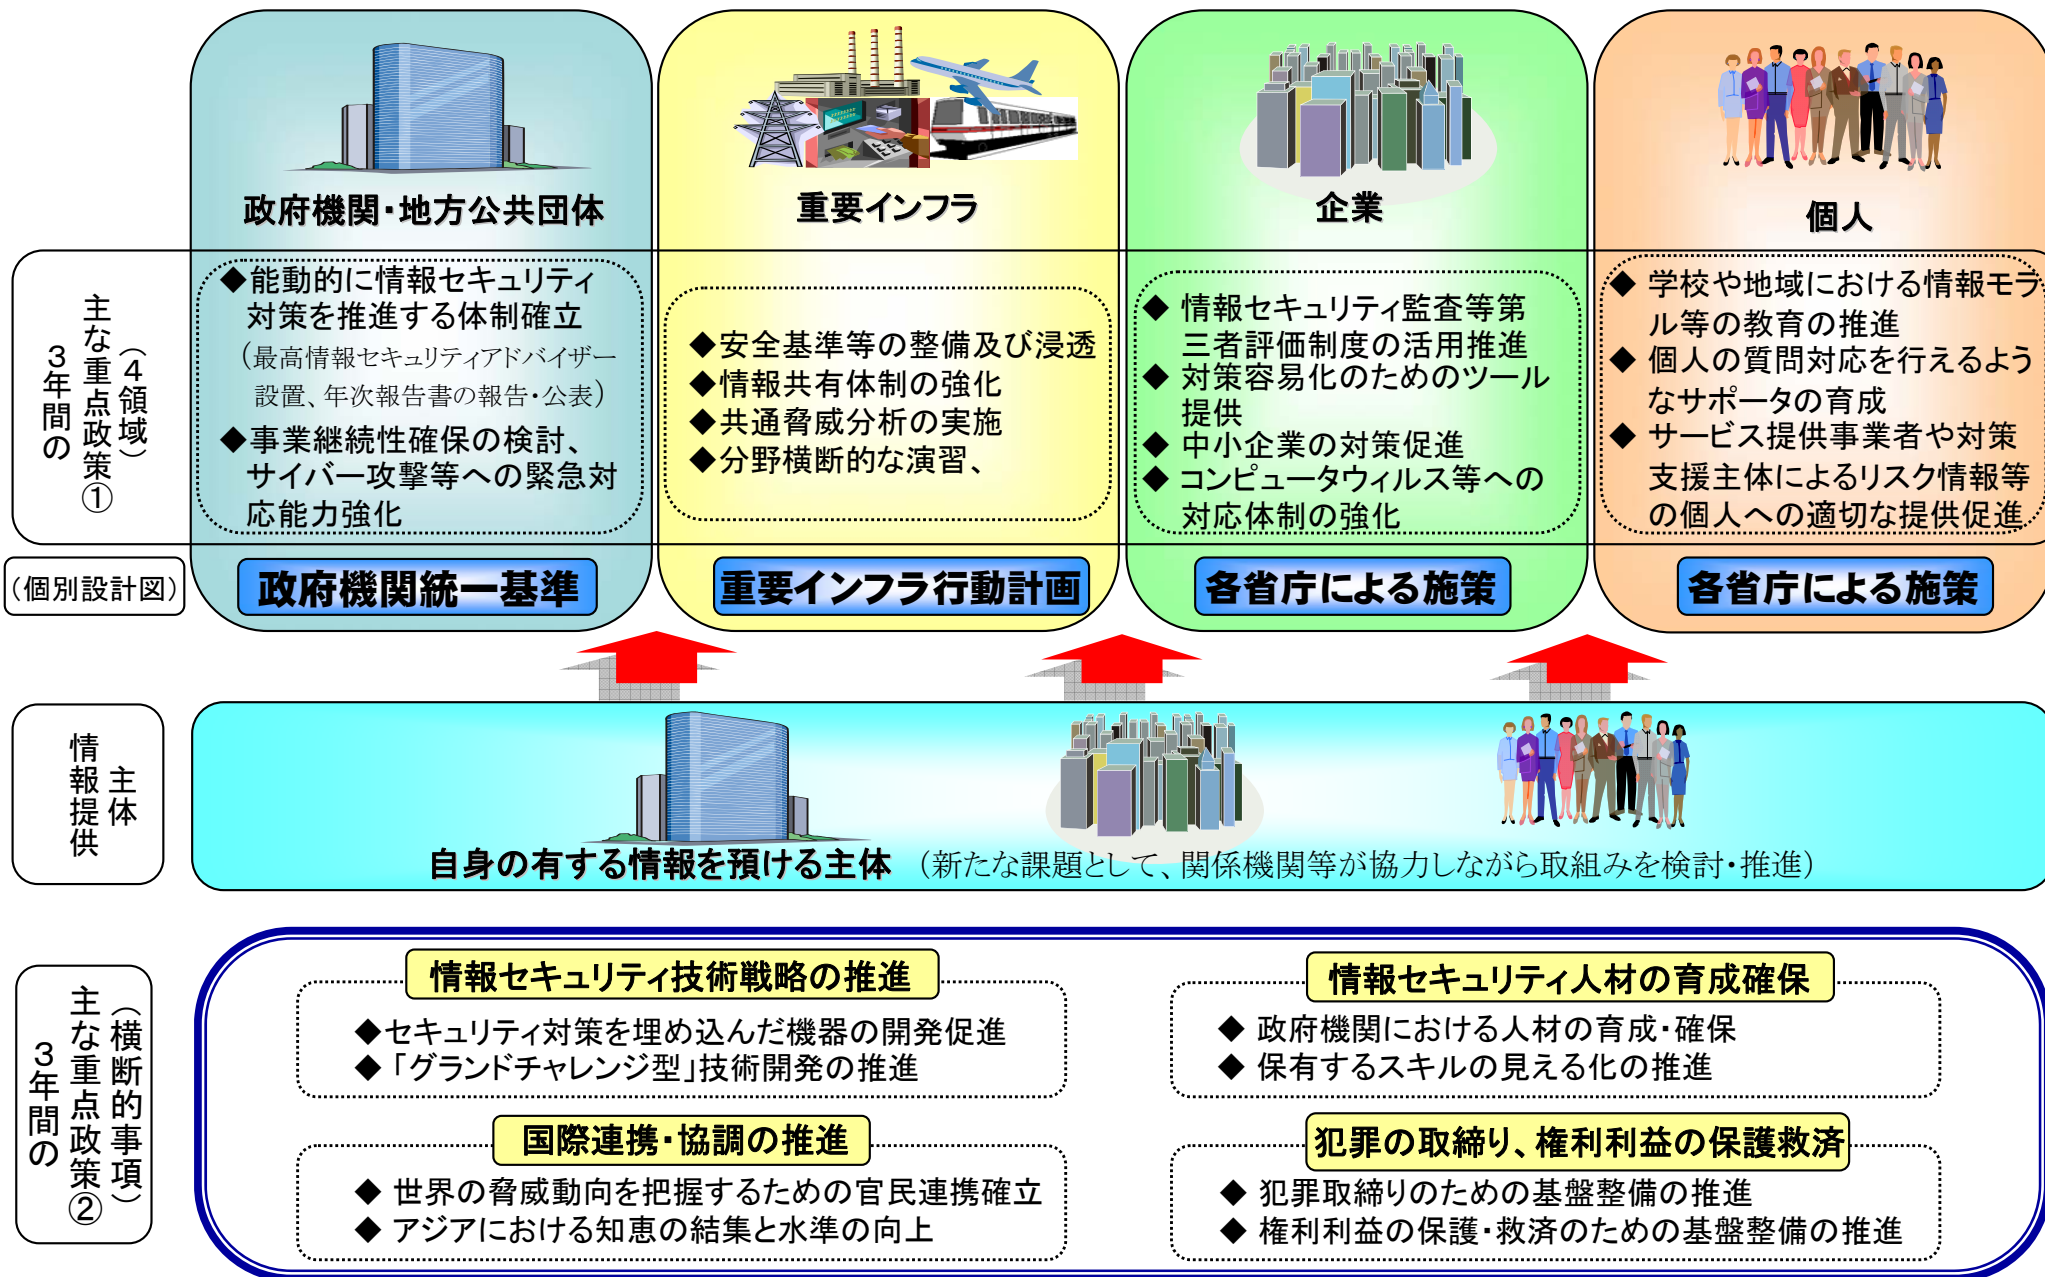 政府機関・地方公共団体
重要インフラ
企業
個人
3年間の
主な重点政策①
(4領域)
◆能動的に情報セキュリティ
対策を推進する体制確立
(最高情報セキュリティアドバイザー
設置、年次報告書の報告・公表)
◆事業継続性確保の検討、
サイバー攻撃等への緊急対
応能力強化
◆安全基準等の整備及び浸透
◆情報共有体制の強化
◆共通脅威分析の実施
◆分野横断的な演習、
◆ 情報セキュリティ監査等第
三者評価制度の活用推進
◆ 対策容易化のためのツール
提供
◆ 中小企業の対策促進
◆ コンピュータウィルス等への
対応体制の強化
◆ 学校や地域における情報モラ
ル等の教育の推進
◆ 個人の質問対応を行えるよう
なサポータの育成
◆ サービス提供事業者や対策
支援主体によるリスク情報等
の個人への適切な提供促進
(個別設計図)
政府機関統一基準
重要インフラ行動計画
各省庁による施策
各省庁による施策
情報提供
主体
自身の有する情報を預ける主体 (新たな課題として、関係機関等が協力しながら取組みを検討・推進)
3年間の
主な重点政策②
(横断的事項)
情報セキュリティ技術戦略の推進
◆セキュリティ対策を埋め込んだ機器の開発促進
◆「グランドチャレンジ型」技術開発の推進
情報セキュリティ人材の育成確保
◆ 政府機関における人材の育成・確保
◆ 保有するスキルの見える化の推進
国際連携・協調の推進
◆ 世界の脅威動向を把握するための官民連携確立
◆ アジアにおける知恵の結集と水準の向上
犯罪の取締り、権利利益の保護救済
◆ 犯罪取締りのための基盤整備の推進
◆ 権利利益の保護・救済のための基盤整備の推進